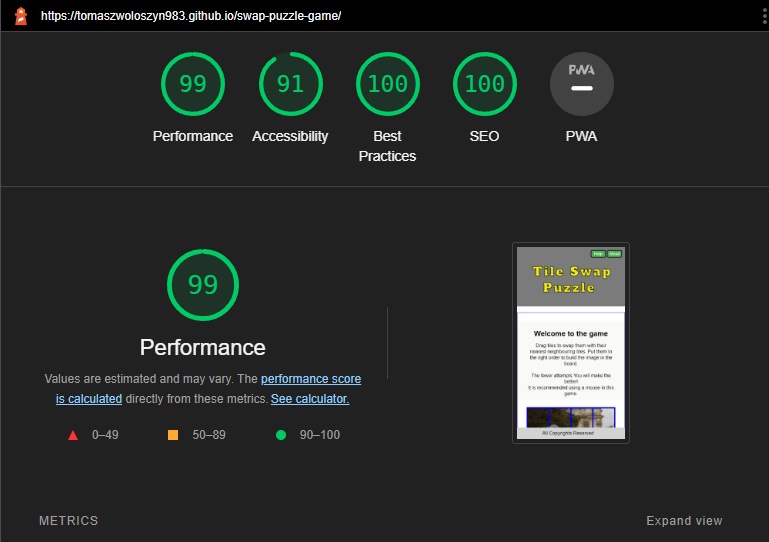 https://tomaszwoloszyn983.github.io/swap-puzzle-game/
99 91 100 100 PWA
Performance Accessibility Best Practices SEO PWA
99
Performance
Values are estimated and may vary. The performance score
is calculated directly from these metrics. See calculator.
0–49 50–89 90–100
Help About
Tile Swap
Puzzle
Welcome to the game
Drag tiles to swap them with their
nearest neighbouring tiles. Put them in
the right order to build the image in the
board.
The fewer attempts You will make the
better!
It is recommended using a mouse in this
game.
All Copyrights Reserved
METRICS Expand view